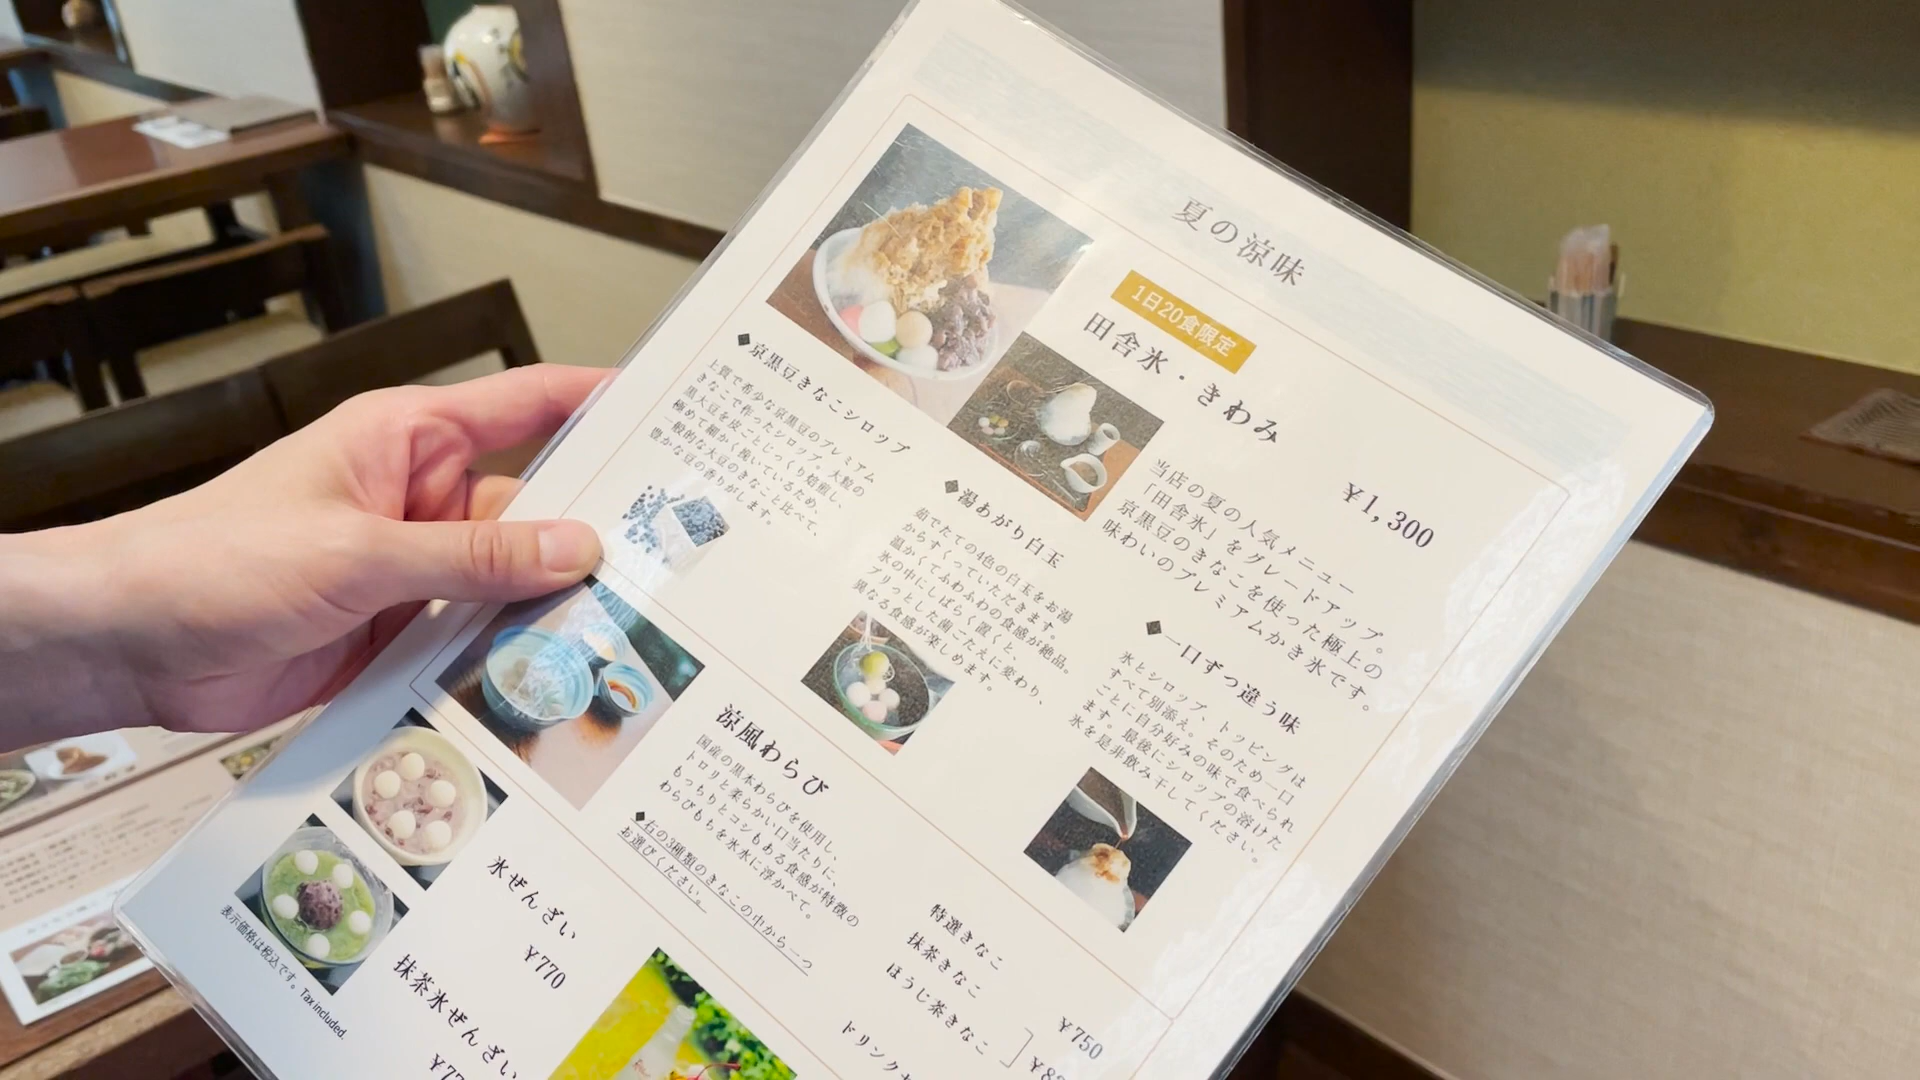 夏の涼味
1日20食限定
田舎氷・きわみ
¥1,300
当店の夏の人気メニュー
「田舎氷」をグレードアップ。
京黒豆のきなこを使った極上の
味わいのプレミアムかき氷です。
◆京黒豆きなこシロップ
上質で希少な京黒豆のプレミアム
きなこで作ったシロップ。大粒の
黒大豆を皮ごとじっくり焙煎し、
極めて細かく挽いているため、
一般的な大豆のきなこと比べて、
豊かな豆の香りがします。
◆湯あがり白玉
茹でたての4色の白玉をお湯
からすくっていただきます。
温かくてふわふわの食感が絶品。
氷の中にしばらく置くと、
プリっとした歯ごたえに変わり、
異なる食感が楽しめます。
◆一口ずつ違う味
氷とシロップ、トッピングは
すべて別添え。そのため一口
ごとに自分好みの味で食べられ
ます。最後にシロップの溶けた
氷を是非飲み干してください。
涼風わらび
国産の黒本わらびを使用し、
トロリと柔らかい口当たりに、
もっちりとコシもある食感が特徴の
わらびもちを氷水に浮かべて。
◆右の3種類のきなこの中から一つ
お選びください。
特選きなこ
抹茶きなこ
ほうじ茶きなこ
¥750
氷ぜんざい
¥770
抹茶氷ぜんざい
表示価格は税込です。Tax included.